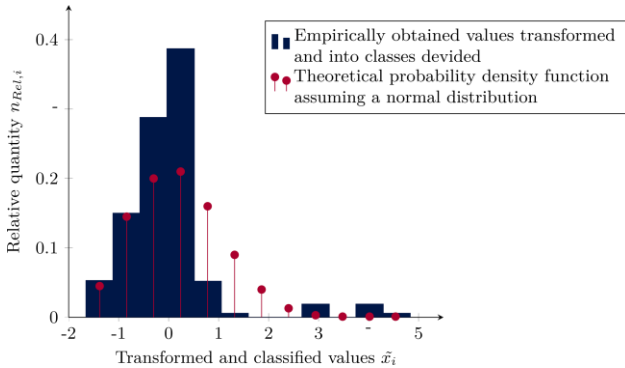 0.4
-
0.2
0.1
0
-2 -1 0 1 2 3 - 5
Relative quantity n_{Rel,i}
Transformed and classified values x̃_i
Empirically obtained values transformed
and into classes devided
Theoretical probability density function
assuming a normal distribution